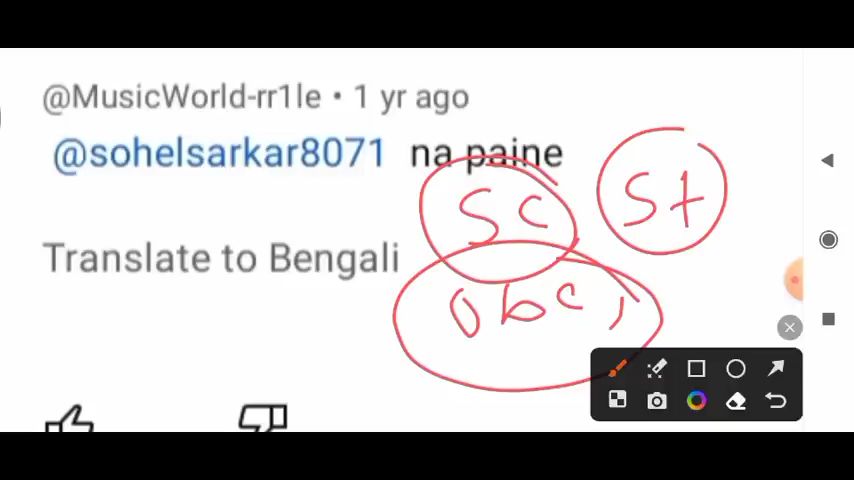 @MusicWorld-rr1le • 1 yr ago
@sohelsarkar8071 na paine
SC St
Translate to Bengali
obc,